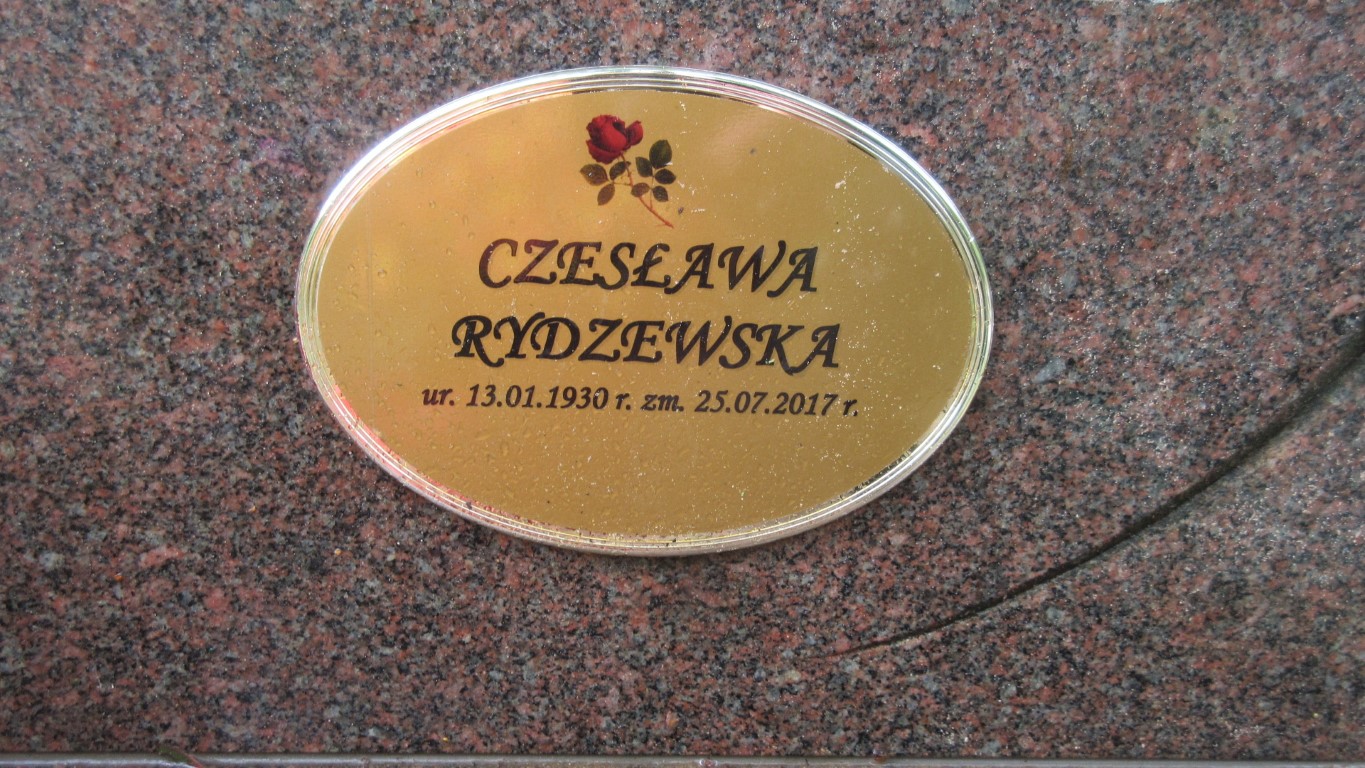 CZESŁAWA
RYDZEWSKA
ur. 13.01.1930 r. zm. 25.07.2017 r.